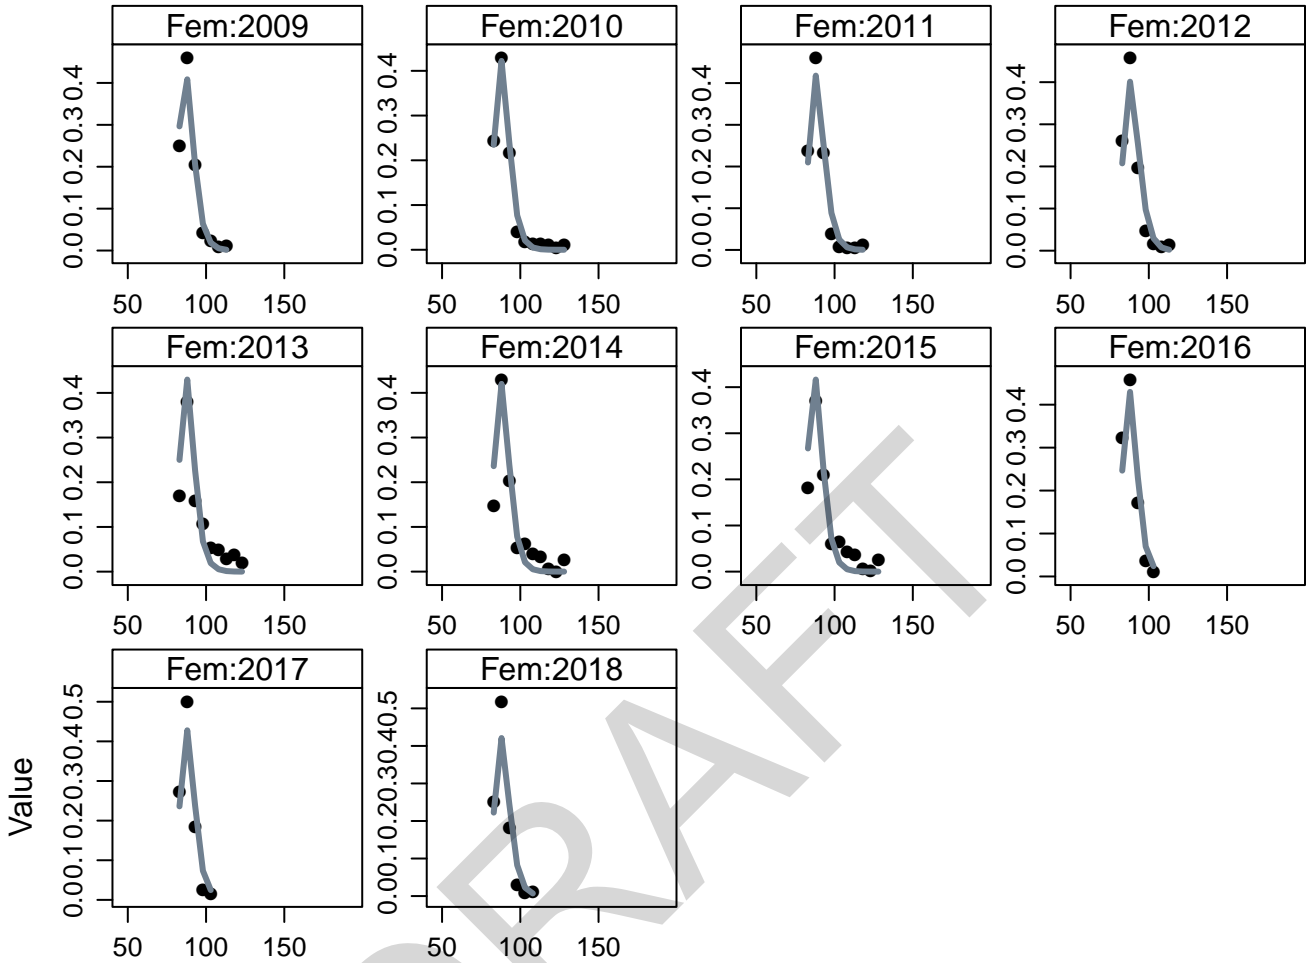 Fem:2009 Fem:2010 Fem:2011 Fem:2012
0.0 0.1 0.2 0.3 0.4
0.0 0.1 0.2 0.3 0.4
0.0 0.1 0.2 0.3 0.4
0.0 0.1 0.2 0.3 0.4
50 100 150 50 100 150 50 100 150 50 100 150
Fem:2013 Fem:2014 Fem:2015 Fem:2016
0.0 0.1 0.2 0.3 0.4
0.0 0.1 0.2 0.3 0.4
0.0 0.1 0.2 0.3 0.4
0.0 0.1 0.2 0.3 0.4
50 100 150 50 100 150 50 100 150 50 100 150
Fem:2017 Fem:2018
Value
0.0 0.1 0.2 0.3 0.4 0.5
0.0 0.1 0.2 0.3 0.4 0.5
50 100 150 50 100 150
DRAFT